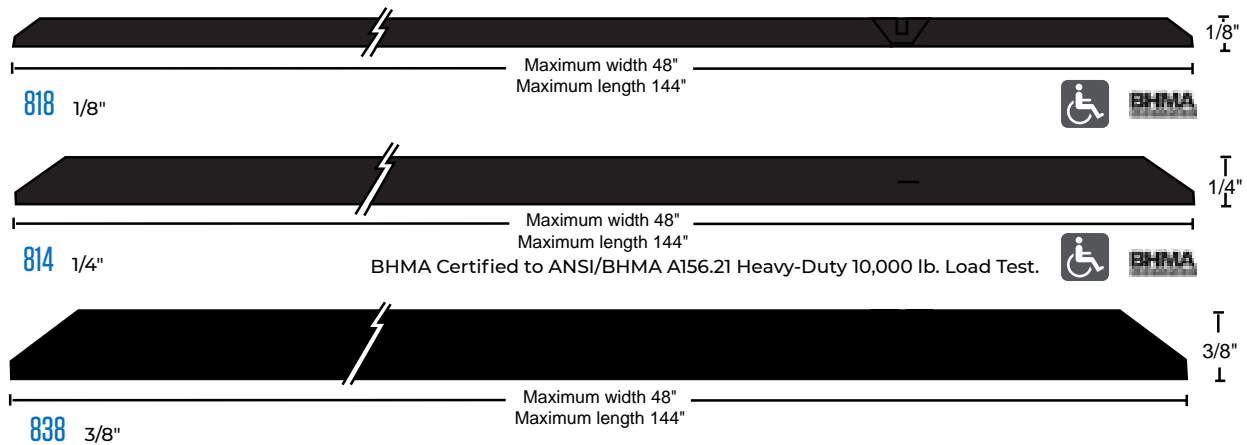 1/8"
Maximum width 48"
Maximum length 144"
818 1/8"
BHMA
1/4"
Maximum width 48"
Maximum length 144"
814 1/4"
BHMA Certified to ANSI/BHMA A156.21 Heavy-Duty 10,000 lb. Load Test.
BHMA
3/8"
Maximum width 48"
Maximum length 144"
838 3/8"